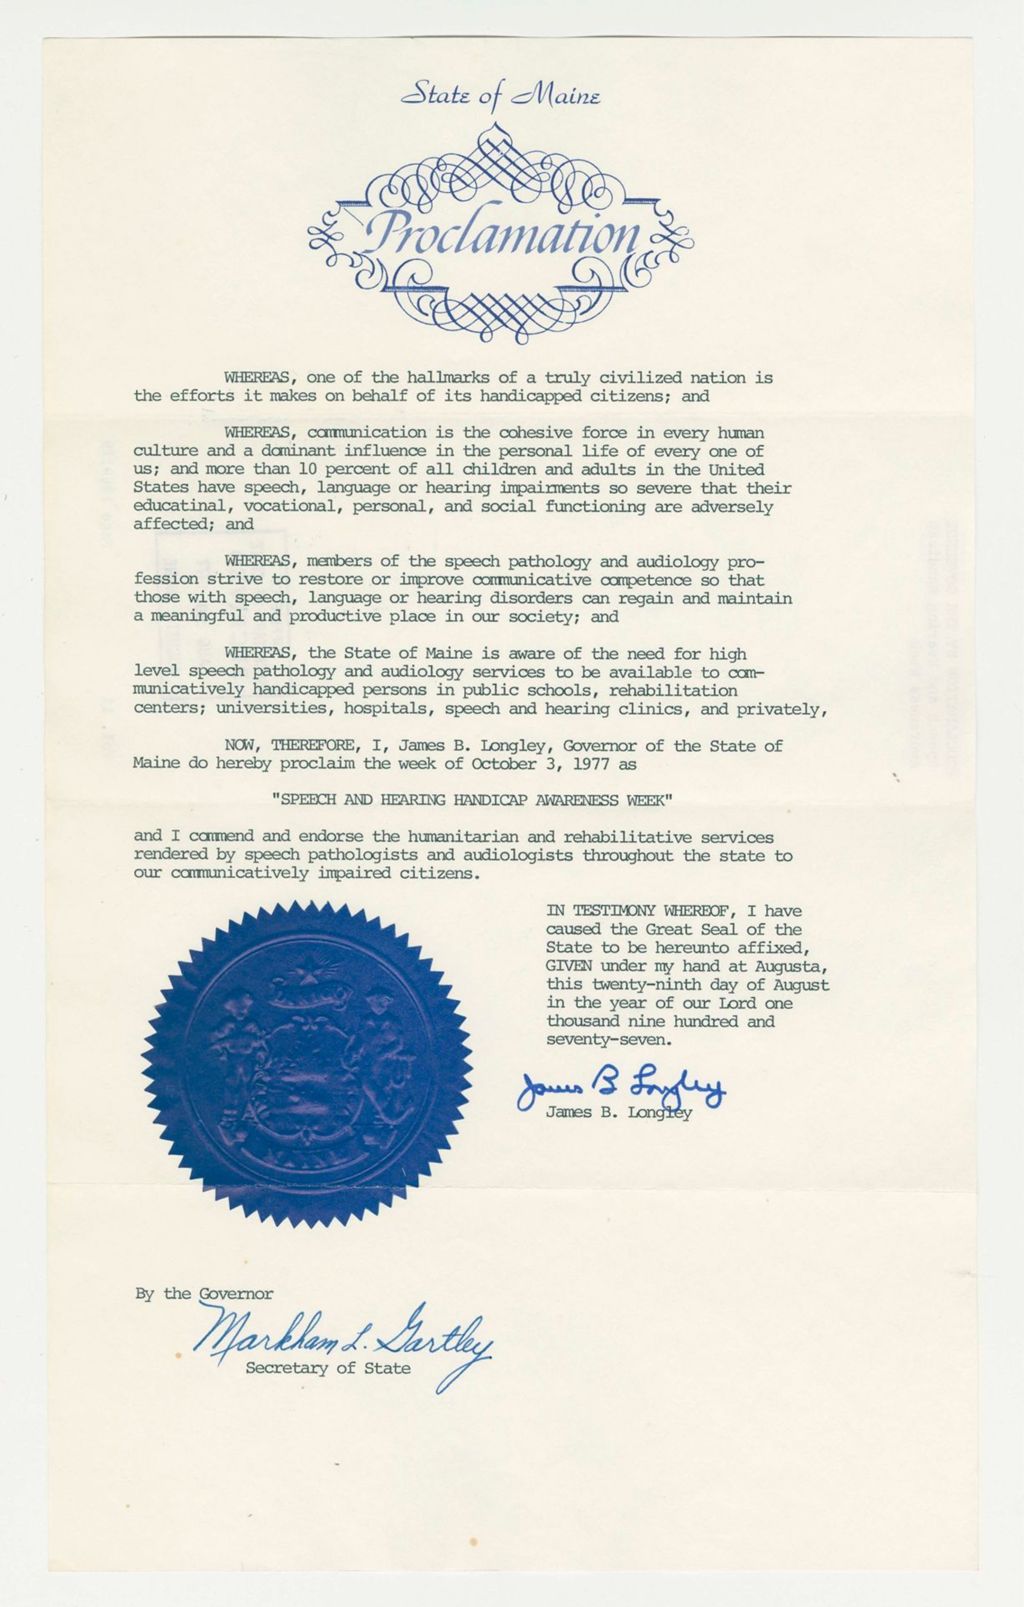 State of Maine
Proclamation
WHEREAS, one of the hallmarks of a truly civilized nation is
the efforts it makes on behalf of its handicapped citizens; and
WHEREAS, communication is the cohesive force in every human
culture and a dominant influence in the personal life of every one of
us; and more than 10 percent of all children and adults in the United
States have speech, language or hearing impairments so severe that their
educatinal, vocational, personal, and social functioning are adversely
affected; and
WHEREAS, members of the speech pathology and audiology pro-
fession strive to restore or improve communicative competence so that
those with speech, language or hearing disorders can regain and maintain
a meaningful and productive place in our society; and
WHEREAS, the State of Maine is aware of the need for high
level speech pathology and audiology services to be available to com-
municatively handicapped persons in public schools, rehabilitation
centers; universities, hospitals, speech and hearing clinics, and privately,
NOW, THEREFORE, I, James B. Longley, Governor of the State of
Maine do hereby proclaim the week of October 3, 1977 as
"SPEECH AND HEARING HANDICAP AWARENESS WEEK"
and I commend and endorse the humanitarian and rehabilitative services
rendered by speech pathologists and audiologists throughout the state to
our communicatively impaired citizens.
IN TESTIMONY WHEREOF, I have
caused the Great Seal of the
State to be hereunto affixed,
GIVEN under my hand at Augusta,
this twenty-ninth day of August
in the year of our Lord one
thousand nine hundred and
seventy-seven.
James B Longley
James B. Longley
MAINE
By the Governor
Markham L. Gartley
Secretary of State